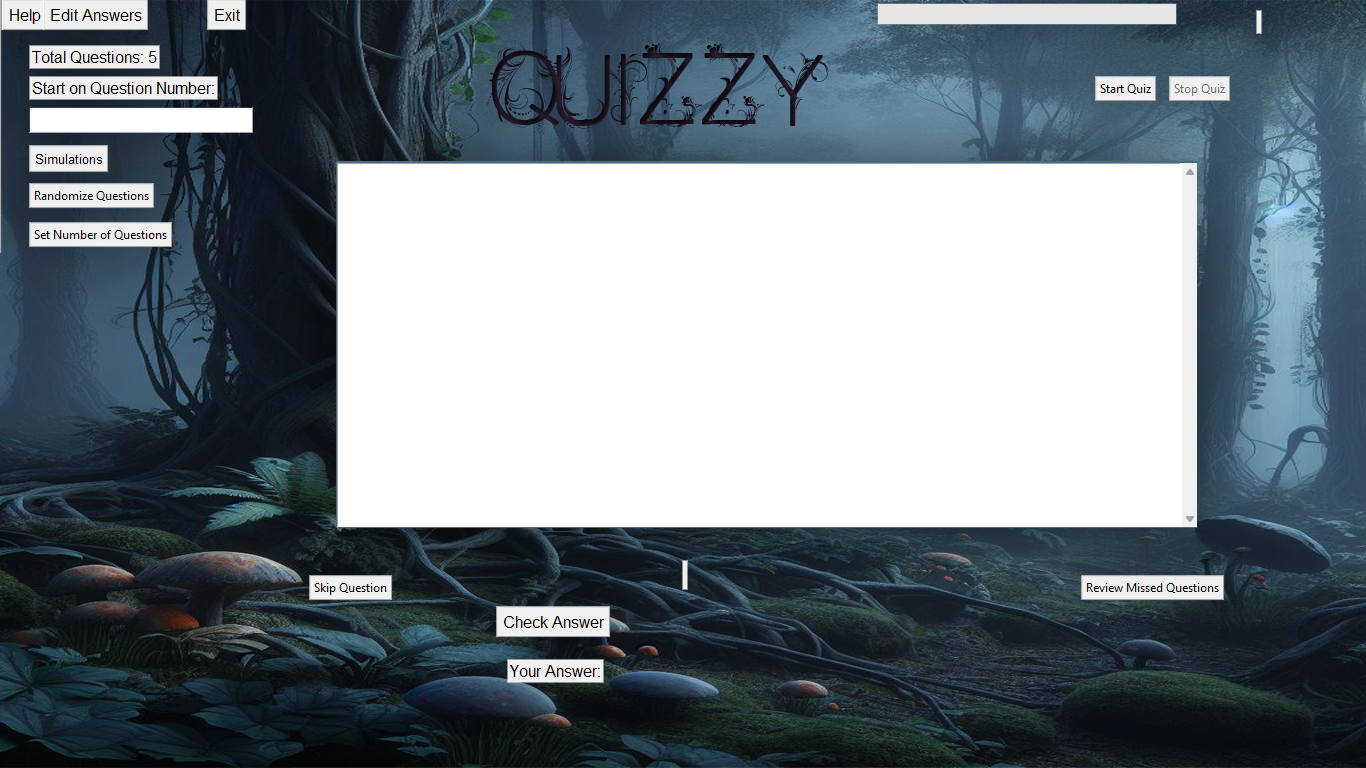 Help Edit Answers Exit
Total Questions: 5
QUIZZY
Start on Question Number:
Start Quiz Stop Quiz
Simulations
Randomize Questions
Set Number of Questions
Skip Question
Review Missed Questions
Check Answer
Your Answer: